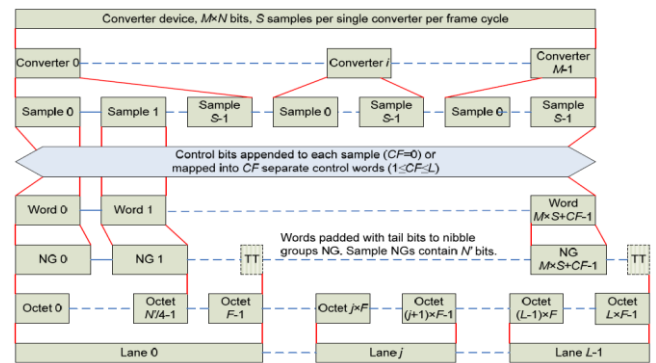 Converter device, M×N bits, S samples per single converter per frame cycle
Converter 0
Converter i
Converter
M-1
Sample 0
Sample 1
Sample
S-1
Sample 0
Sample
S-1
Sample 0
Sample
S-1
Control bits appended to each sample (CF=0) or
mapped into CF separate control words (1≤CF≤L)
Word 0
Word 1
Word
M×S+CF-1
Words padded with tail bits to nibble
groups NG. Sample NGs contain N' bits.
NG 0
NG 1
TT
NG
M×S+CF-1
TT
Octet 0
Octet
N'/4-1
Octet
F-1
Octet j×F
Octet
(j+1)×F-1
Octet
(L-1)×F
Octet
L×F-1
Lane 0
Lane j
Lane L-1